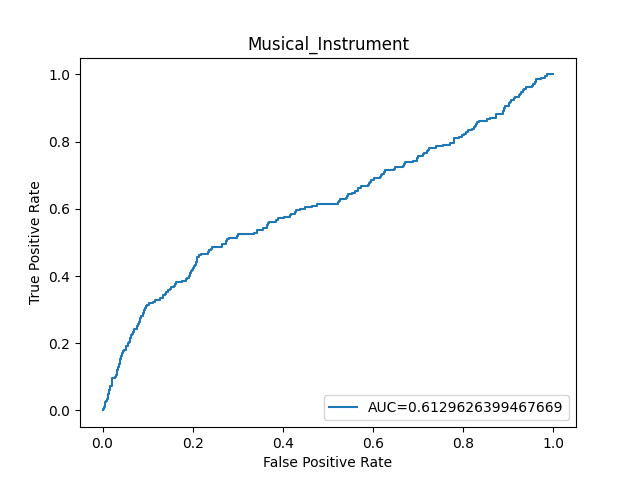 Musical_Instrument
True Positive Rate
1.0
0.8
0.6
0.4
0.2
0.0
AUC=0.6129626399467669
0.0 0.2 0.4 0.6 0.8 1.0
False Positive Rate